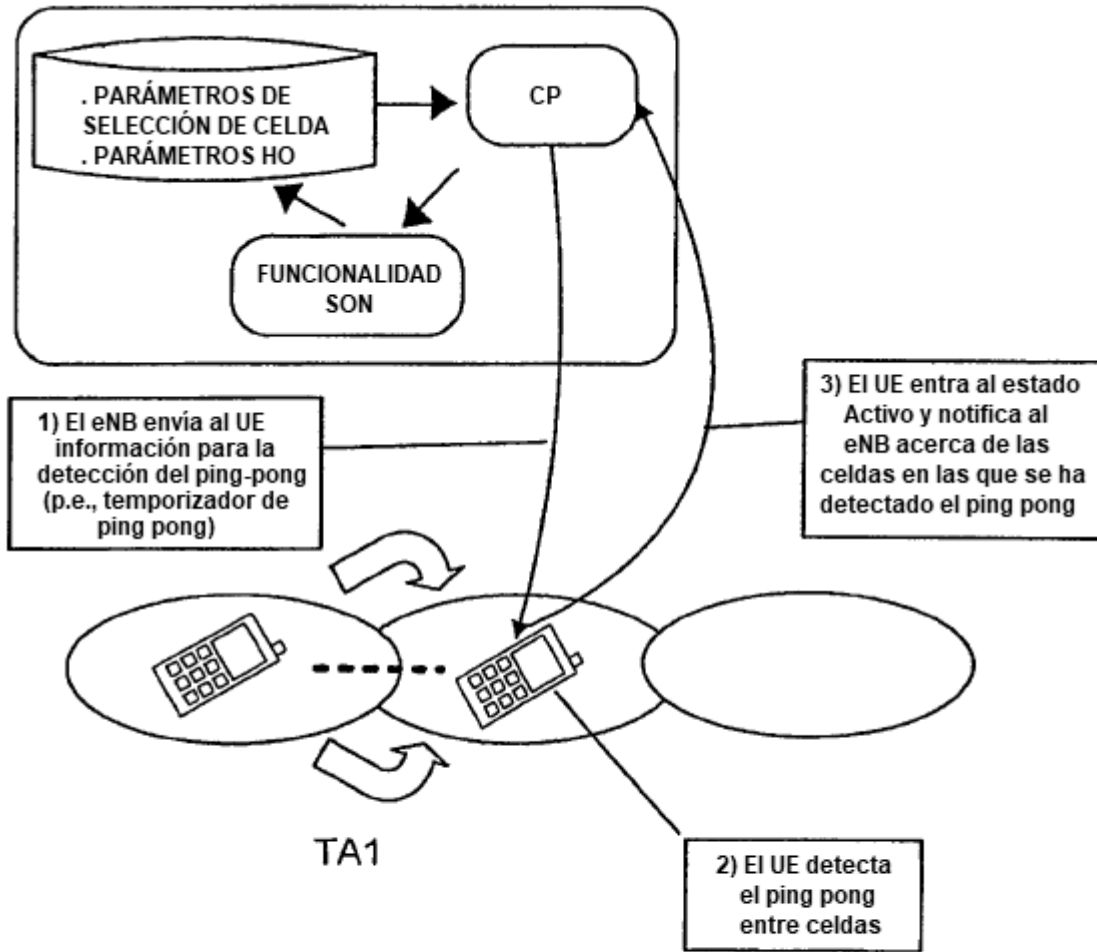 . PARÁMETROS DE
SELECCIÓN DE CELDA
. PARÁMETROS HO
CP
FUNCIONALIDAD
SON
1) El eNB envía al UE
información para la
detección del ping-pong
(p.e., temporizador de
ping pong)
3) El UE entra al estado
Activo y notifica al
eNB acerca de las
celdas en las que se ha
detectado el ping pong
TA1
2) El UE detecta
el ping pong
entre celdas